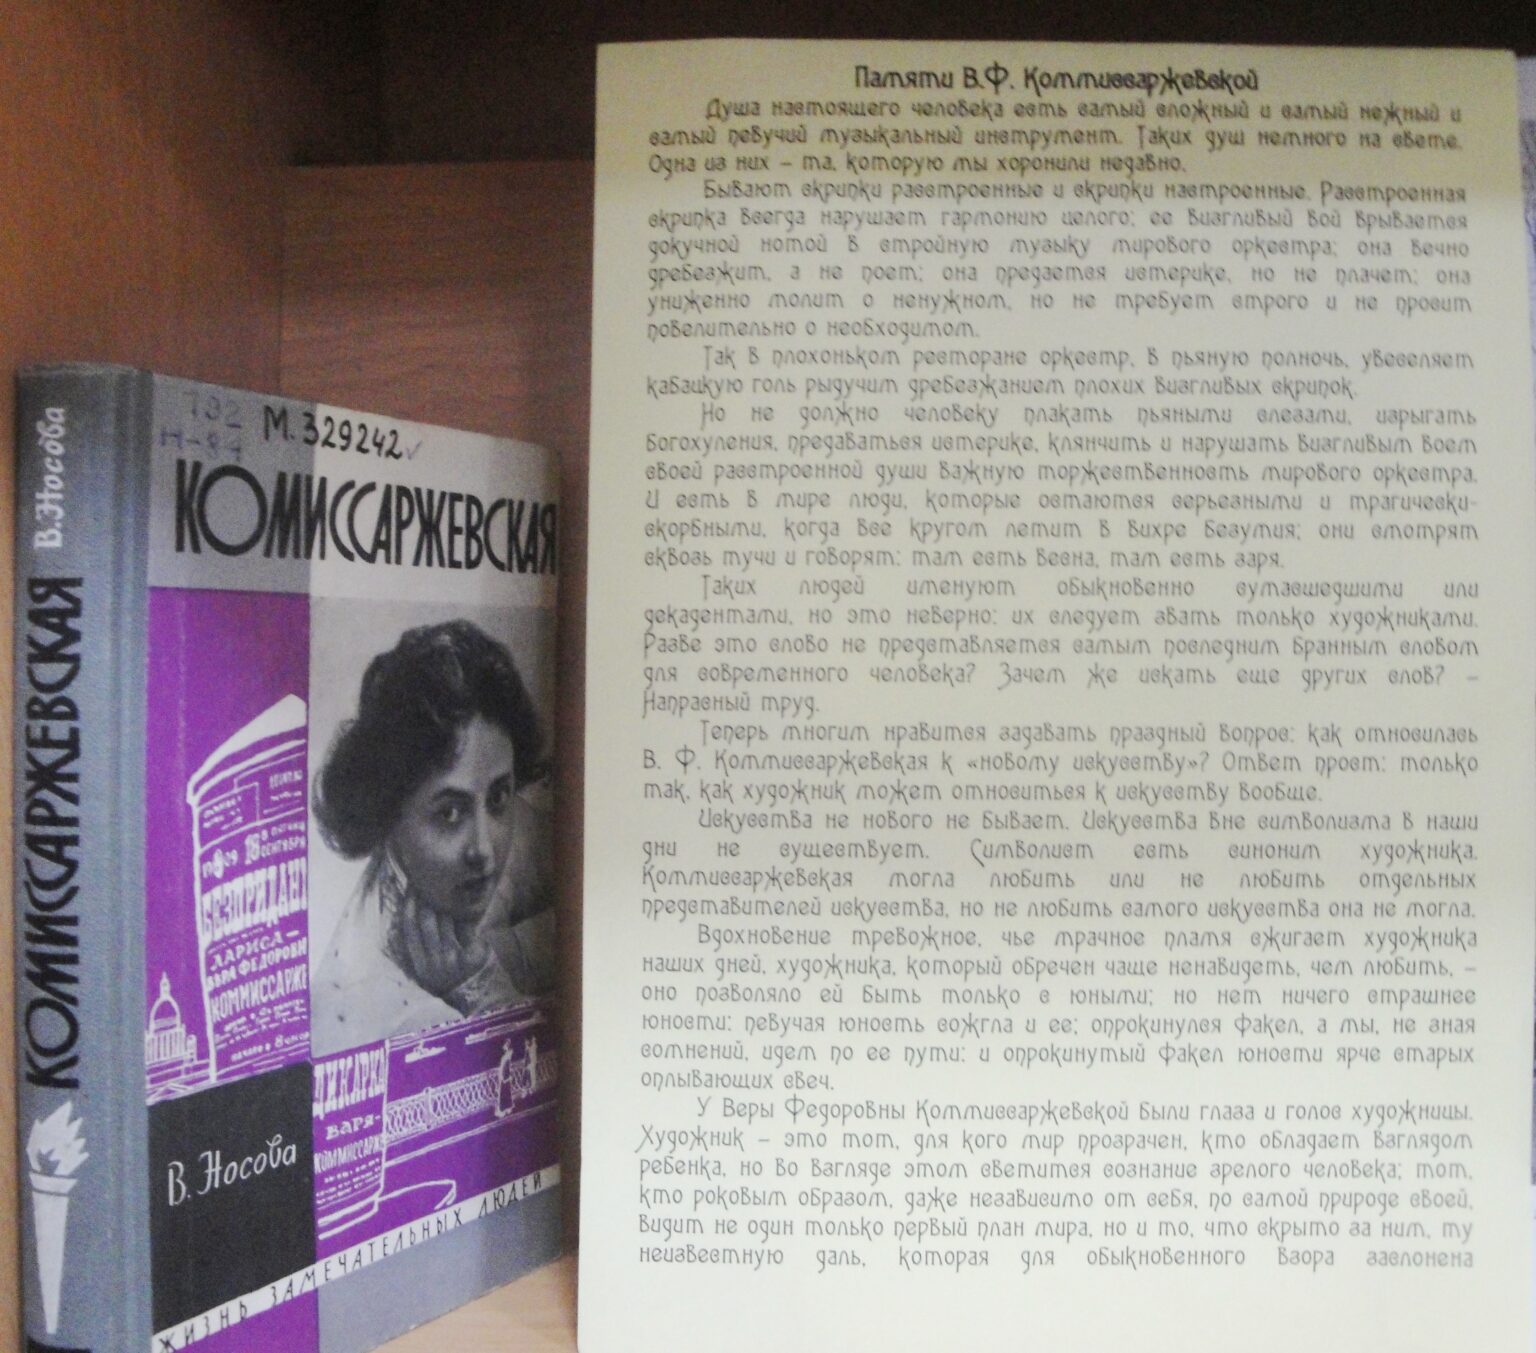 В. Носова
КОМИССАРЖЕВСКАЯ
792
Н-84
М. 329242
КОМИССАРЖЕВСКАЯ
18
СЕНТЯБРЯ
БЕСПРИДАН
ЛАРИСА –
ВЕРА ФЕДОРОВН
КОММИССАРЖЕ
НАЧАЛО в 8 ЧАСОВ
ДИКАРКА
ВАРЯ-
КОММИССАРЖ
В. Носова
ЖИЗНЬ ЗАМЕЧАТЕЛЬНЫХ ЛЮДЕЙ
Памяти В.Ф. Коммиссаржевской
Душа настоящего человека есть самый сложный и самый нежный и
самый певучий музыкальный инструмент. Таких душ немного на свете.
Одна из них – та, которую мы хоронили недавно.
Бывают скрипки расстроенные и скрипки настроенные. Расстроенная
скрипка всегда нарушает гармонию целого; ее визгливый вой врывается
докучной нотой в стройную музыку мирового оркестра; она вечно
дребезжит, а не поет; она предается истерике, но не плачет; она
униженно молит о ненужном, но не требует строго и не просит
повелительно о необходимом.
Так в плохоньком ресторане оркестр, в пьяную полночь, увеселяет
кабацкую голь рыдучим дребезжанием плохих визгливых скрипок.
Но не должно человеку плакать пьяными слезами, изрыгать
богохуления, предаваться истерике, клянчить и нарушать визгливым воем
своей расстроенной души важную торжественность мирового оркестра.
И есть в мире люди, которые остаются серьезными и трагически-
скорбными, когда все кругом летит в вихре безумия; они смотрят
сквозь тучи и говорят: там есть весна, там есть заря.
Таких людей именуют обыкновенно сумасшедшими или
декадентами, но это неверно: их следует звать только художниками.
Разве это слово не представляется самым последним бранным словом
для современного человека? Зачем же искать еще других слов? –
Напрасный труд.
Теперь многим нравится задавать праздный вопрос: как относилась
В. Ф. Коммиссаржевская к «новому искусству»? Ответ прост: только
так, как художник может относиться к искусству вообще.
Искусства не нового не бывает. Искусства вне символизма в наши
дни не существует. Символист есть синоним художника.
Коммиссаржевская могла любить или не любить отдельных
представителей искусства, но не любить самого искусства она не могла.
Вдохновение тревожное, чье мрачное пламя сжигает художника
наших дней, художника, который обречен чаще ненавидеть, чем любить, –
оно позволяло ей быть только с юными; но нет ничего страшнее
юности: певучая юность сожгла и ее; опрокинулся факел, а мы, не зная
сомнений, идем по ее пути: и опрокинутый факел юности ярче старых
оплывающих свеч.
У Веры Федоровны Коммиссаржевской были глаза и голос художницы.
Художник – это тот, для кого мир прозрачен, кто обладает взглядом
ребенка, но во взгляде этом светится сознание зрелого человека; тот,
кто роковым образом, даже независимо от себя, по самой природе своей,
видит не один только первый план мира, но и то, что скрыто за ним, ту
неизвестную даль, которая для обыкновенного взора заслонена